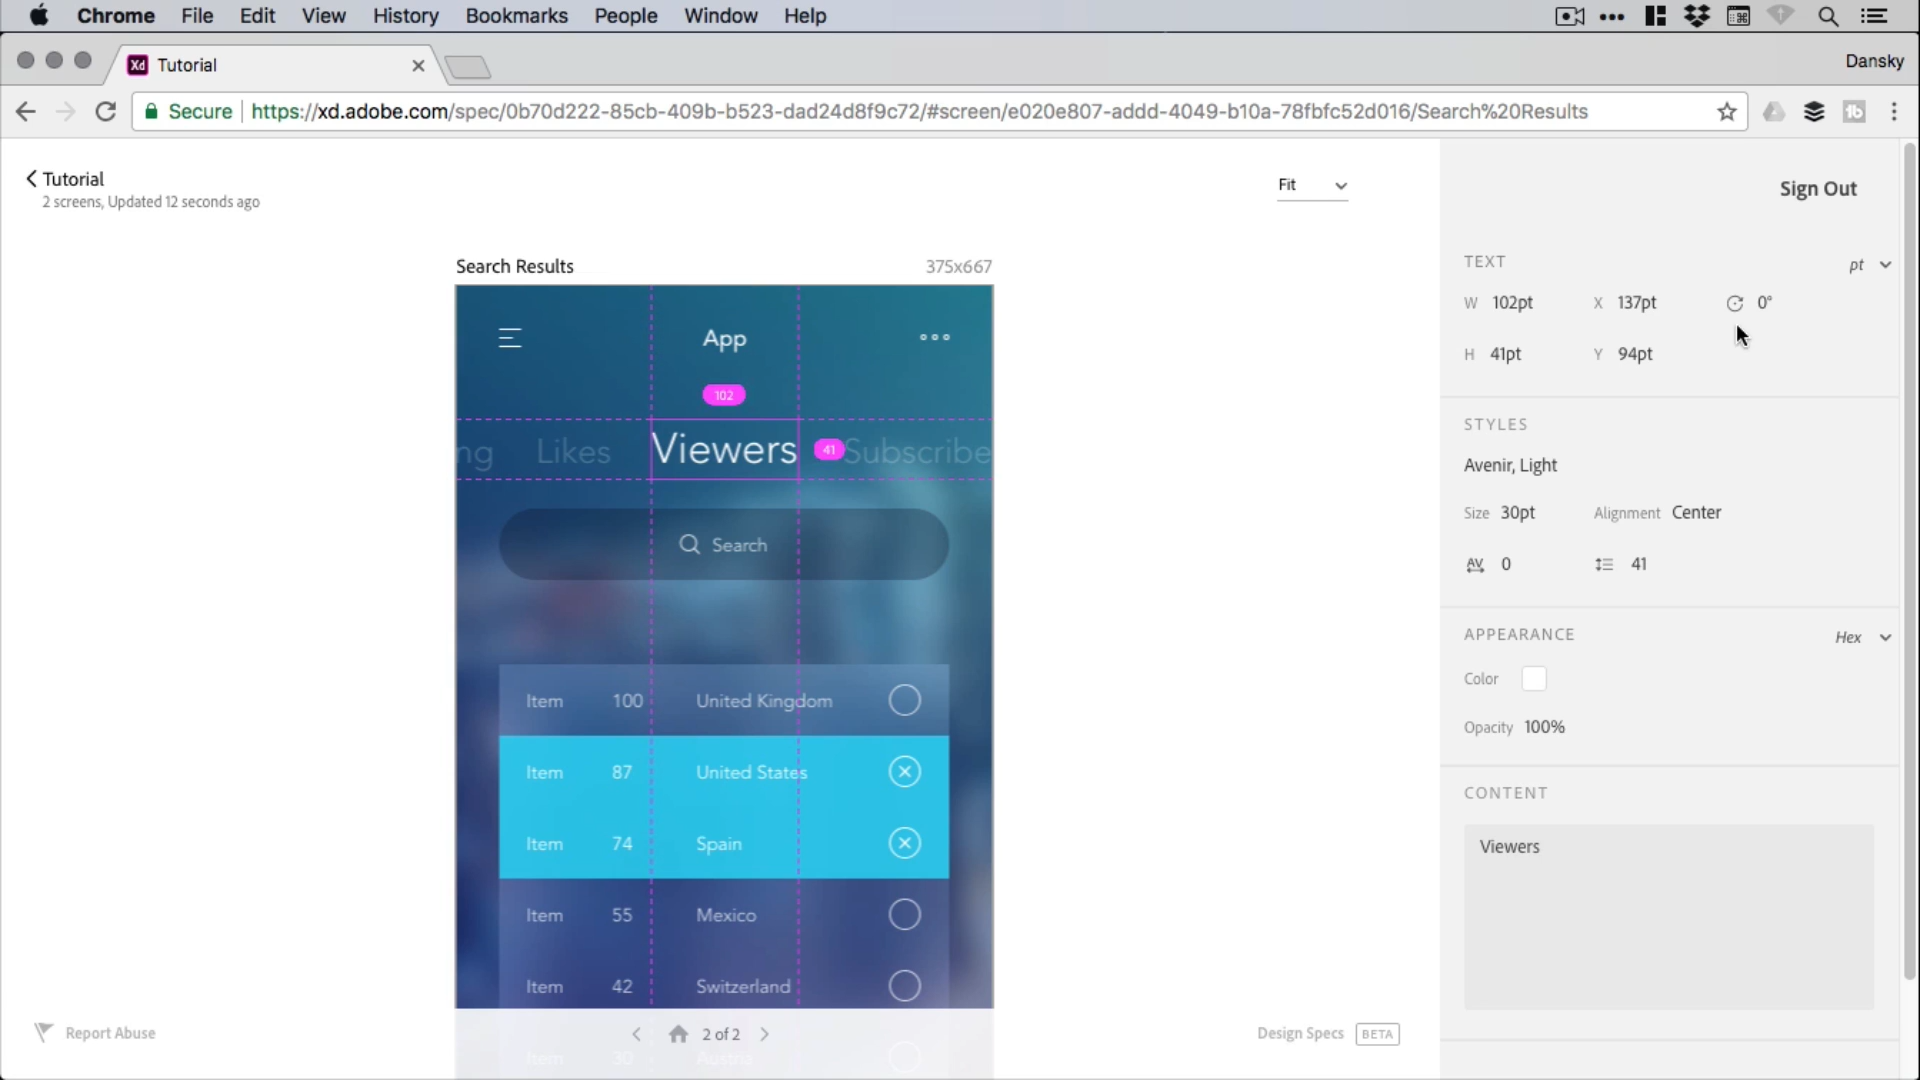 Chrome File Edit View History Bookmarks People Window Help
Xd Tutorial
Dansky
Secure https://xd.adobe.com/spec/0b70d222-85cb-409b-b523-dad24d8f9c72/#screen/e020e807-addd-4049-b10a-78fbfc52d016/Search%20Results
Tutorial
2 screens, Updated 12 seconds ago
Fit
Sign Out
Search Results 375x667
App
102
ng Likes Viewers 41 Subscribe
Search
Item 100 United Kingdom
Item 87 United States
Item 74 Spain
Item 55 Mexico
Item 42 Switzerland
Item 30 Austria
2 of 2
Report Abuse
Design Specs BETA
TEXT pt
W 102pt X 137pt 0°
H 41pt Y 94pt
STYLES
Avenir, Light
Size 30pt Alignment Center
AV 0 41
APPEARANCE Hex
Color
Opacity 100%
CONTENT
Viewers